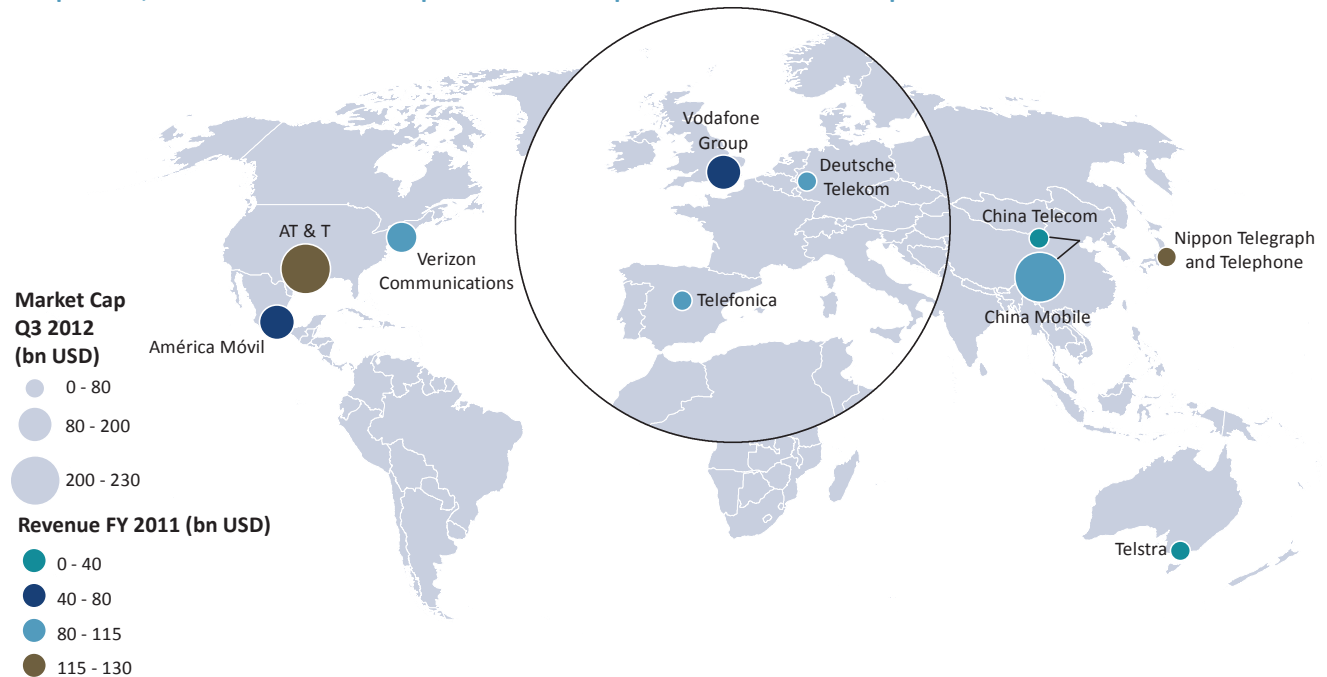 Vodafone
Group
Deutsche
Telekom
China Telecom
AT & T
Nippon Telegraph
and Telephone
Verizon
Communications
Market Cap
Q3 2012
(bn USD)
Telefonica
China Mobile
América Móvil
0 - 80
80 - 200
200 - 230
Revenue FY 2011 (bn USD)
Telstra
0 - 40
40 - 80
80 - 115
115 - 130